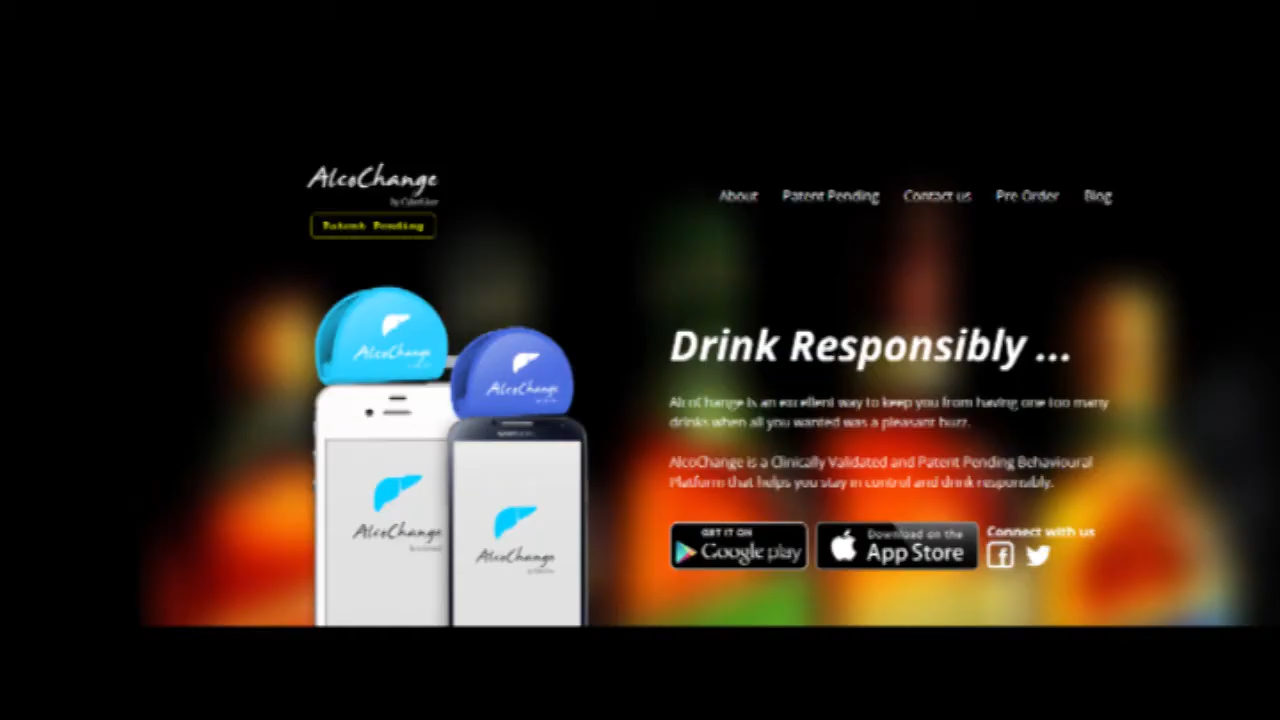 AlcoChange
by
Patent Pending
About Patent Pending Contact us Pre Order Blog
AlcoChange
AlcoChange
Drink Responsibly ...
AlcoChange is an excellent way to keep you from having one too many
drinks when all you wanted was a pleasant buzz.
AlcoChange is a Clinically Validated and Patent Pending Behavioural
Platform that helps you stay in control and drink responsibly.
AlcoChange
AlcoChange
GET IT ON
Google play
Download on the
App Store
Connect with us